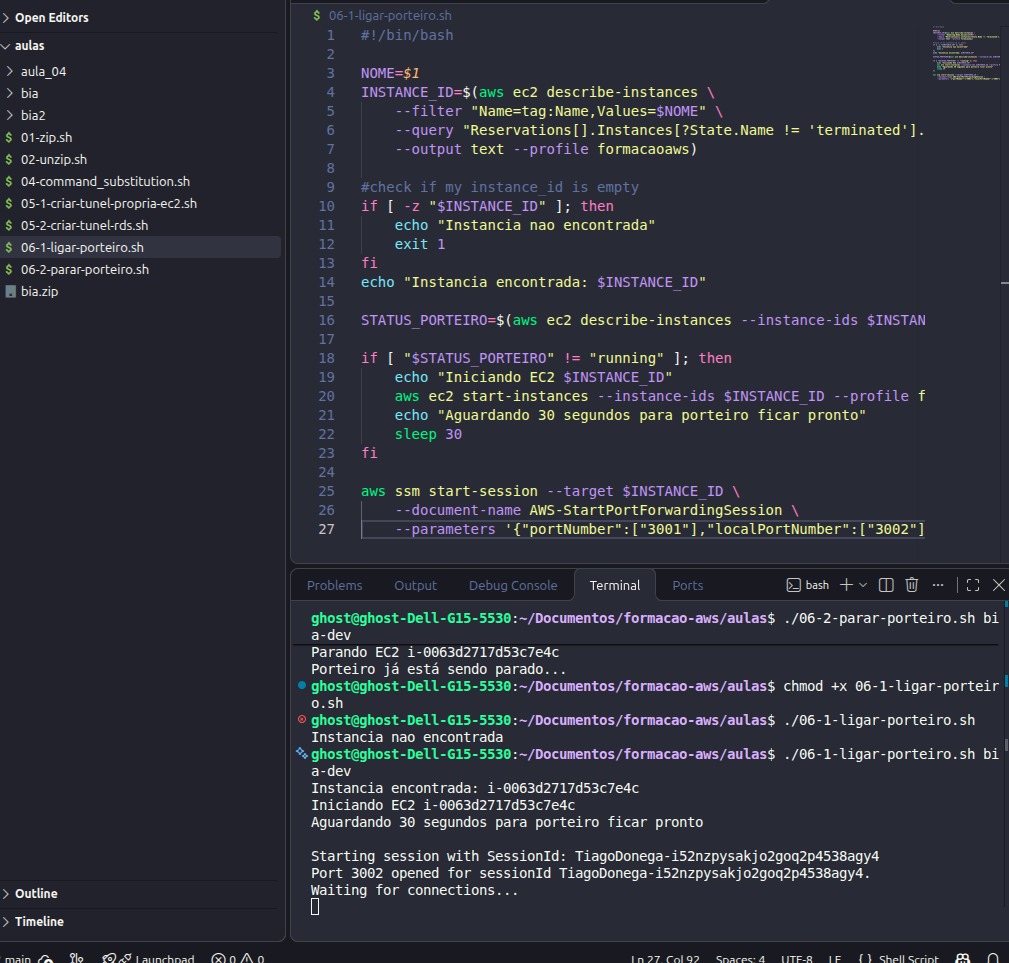 Open Editors
aulas
aula_04
bia
bia2
01-zip.sh
02-unzip.sh
04-command_substitution.sh
05-1-criar-tunel-propria-ec2.sh
05-2-criar-tunel-rds.sh
06-1-ligar-porteiro.sh
06-2-parar-porteiro.sh
bia.zip
Outline
Timeline
$ 06-1-ligar-porteiro.sh
1 #!/bin/bash
2
3 NOME=$1
4 INSTANCE_ID=$(aws ec2 describe-instances \
5 --filter "Name=tag:Name,Values=$NOME" \
6 --query "Reservations[].Instances[?State.Name != 'terminated'].
7 --output text --profile formacaoaws)
8
9 #check if my instance_id is empty
10 if [ -z "$INSTANCE_ID" ]; then
11 echo "Instancia nao encontrada"
12 exit 1
13 fi
14 echo "Instancia encontrada: $INSTANCE_ID"
15
16 STATUS_PORTEIRO=$(aws ec2 describe-instances --instance-ids $INSTAN
17
18 if [ "$STATUS_PORTEIRO" != "running" ]; then
19 echo "Iniciando EC2 $INSTANCE_ID"
20 aws ec2 start-instances --instance-ids $INSTANCE_ID --profile f
21 echo "Aguardando 30 segundos para porteiro ficar pronto"
22 sleep 30
23 fi
24
25 aws ssm start-session --target $INSTANCE_ID \
26 --document-name AWS-StartPortForwardingSession \
27 --parameters '{"portNumber":["3001"],"localPortNumber":["3002"]
Problems Output Debug Console Terminal Ports bash
ghost@ghost-Dell-G15-5530:~/Documentos/formacao-aws/aulas$ ./06-2-parar-porteiro.sh bi
a-dev
Parando EC2 i-0063d2717d53c7e4c
Porteiro já está sendo parado...
ghost@ghost-Dell-G15-5530:~/Documentos/formacao-aws/aulas$ chmod +x 06-1-ligar-porteir
o.sh
ghost@ghost-Dell-G15-5530:~/Documentos/formacao-aws/aulas$ ./06-1-ligar-porteiro.sh
Instancia nao encontrada
ghost@ghost-Dell-G15-5530:~/Documentos/formacao-aws/aulas$ ./06-1-ligar-porteiro.sh bi
a-dev
Instancia encontrada: i-0063d2717d53c7e4c
Iniciando EC2 i-0063d2717d53c7e4c
Aguardando 30 segundos para porteiro ficar pronto

Starting session with SessionId: TiagoDonega-i52nzpysakjo2goq2p4538agy4
Port 3002 opened for sessionId TiagoDonega-i52nzpysakjo2goq2p4538agy4.
Waiting for connections...
main Launchpad 0 0 Ln 27, Col 92 Spaces: 4 UTF-8 LF {} Shell Script